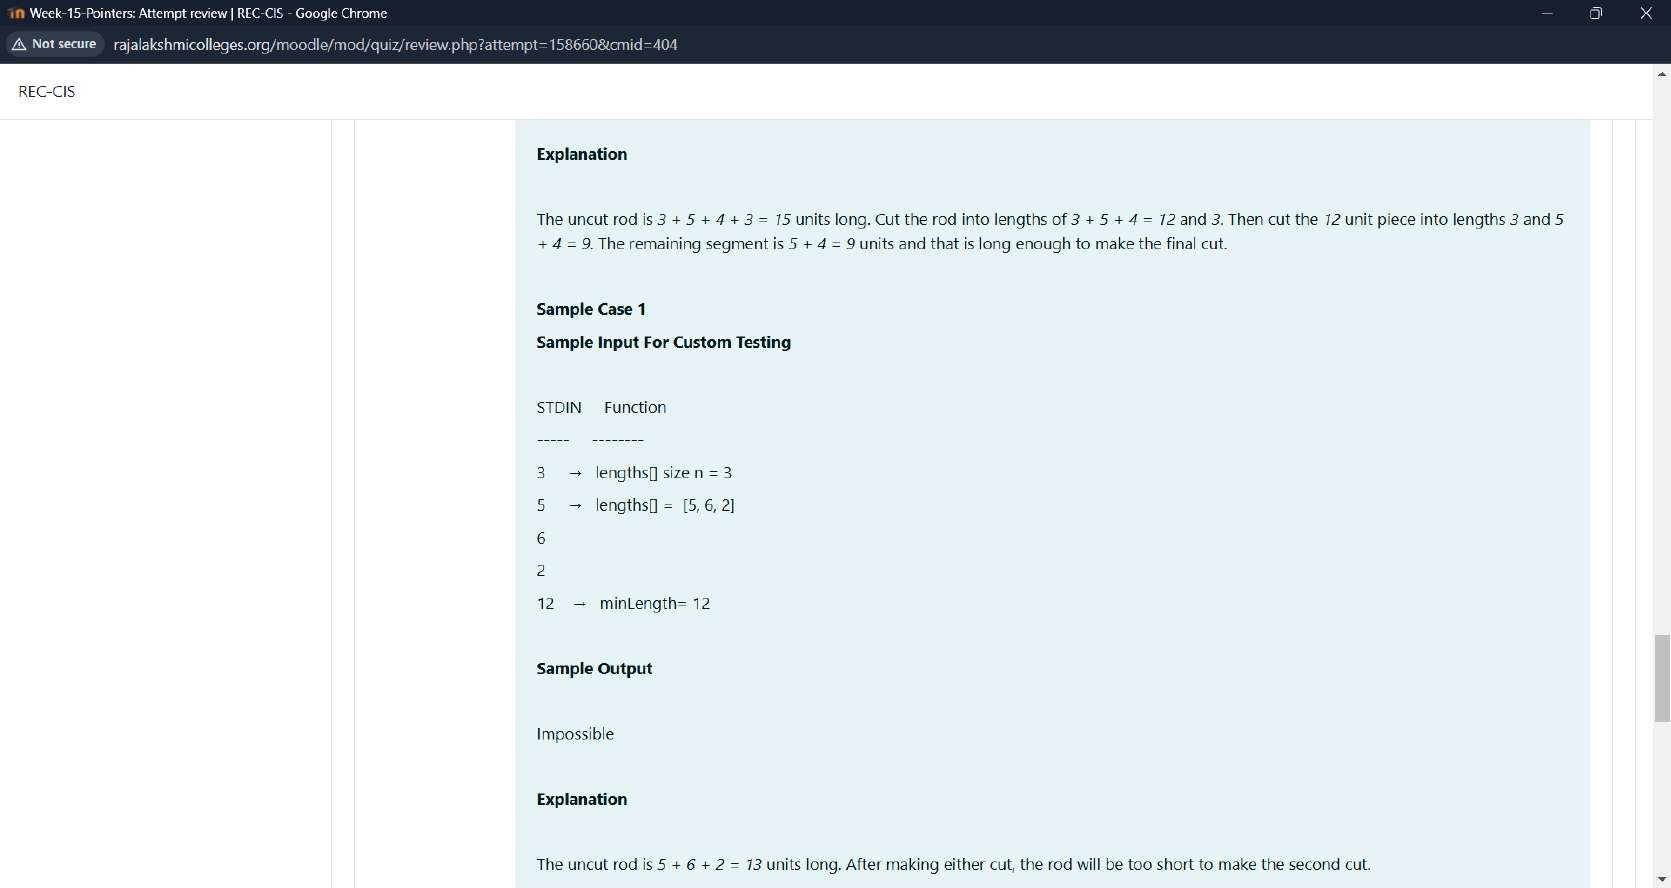 Week-15-Pointers: Attempt review | REC-CIS - Google Chrome
Not secure rajalakshmicolleges.org/moodle/mod/quiz/review.php?attempt=158660&cmid=404
REC-CIS
Explanation
The uncut rod is 3 + 5 + 4 + 3 = 15 units long. Cut the rod into lengths of 3 + 5 + 4 = 12 and 3. Then cut the 12 unit piece into lengths 3 and 5
+ 4 = 9. The remaining segment is 5 + 4 = 9 units and that is long enough to make the final cut.
Sample Case 1
Sample Input For Custom Testing
STDIN Function
----- --------
3 → lengths[] size n = 3
5 → lengths[] = [5, 6, 2]
6
2
12 → minLength= 12
Sample Output
Impossible
Explanation
The uncut rod is 5 + 6 + 2 = 13 units long. After making either cut, the rod will be too short to make the second cut.